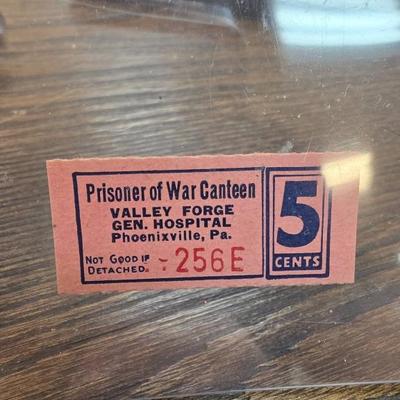 Prisoner of War Canteen
VALLEY FORGE
GEN. HOSPITAL
Phoenixville, Pa.
NOT GOOD IF
DETACHED.
256E
5
CENTS